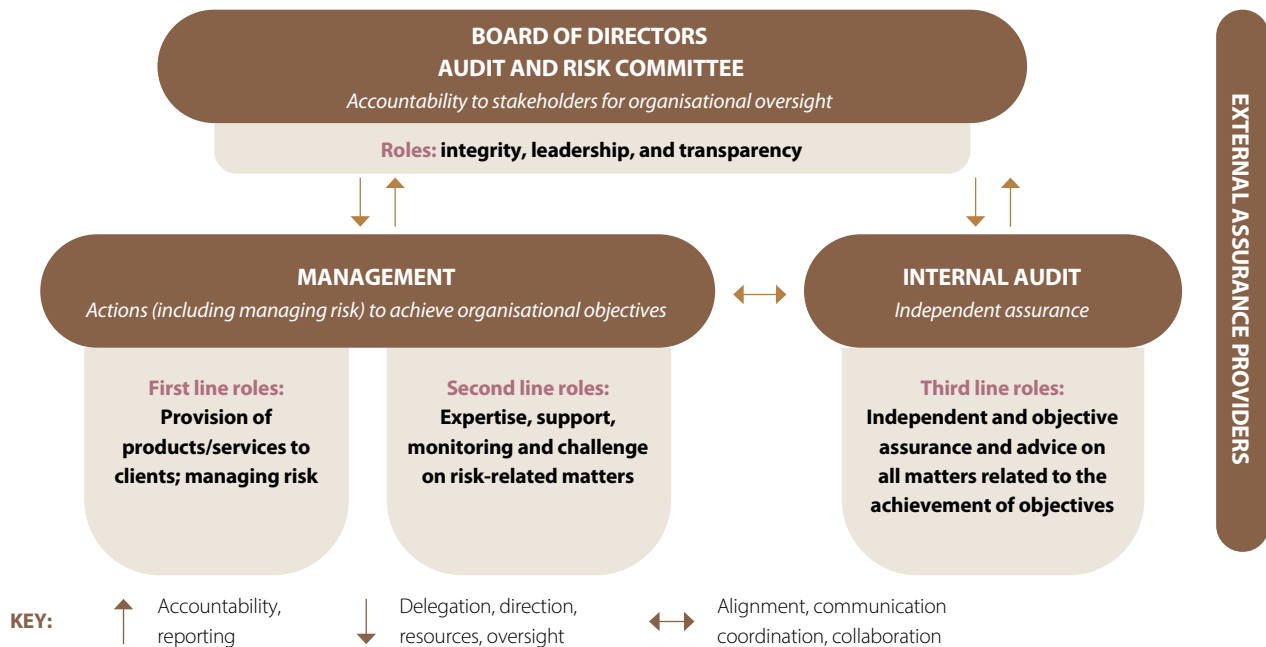 BOARD OF DIRECTORS
AUDIT AND RISK COMMITTEE
Accountability to stakeholders for organisational oversight
Roles: integrity, leadership, and transparency
MANAGEMENT
Actions (including managing risk) to achieve organisational objectives
INTERNAL AUDIT
Independent assurance
First line roles:
Provision of
products/services to
clients; managing risk
Second line roles:
Expertise, support,
monitoring and challenge
on risk-related matters
Third line roles:
Independent and objective
assurance and advice on
all matters related to the
achievement of objectives
EXTERNAL ASSURANCE PROVIDERS
KEY:
Accountability,
reporting
Delegation, direction,
resources, oversight
Alignment, communication
coordination, collaboration